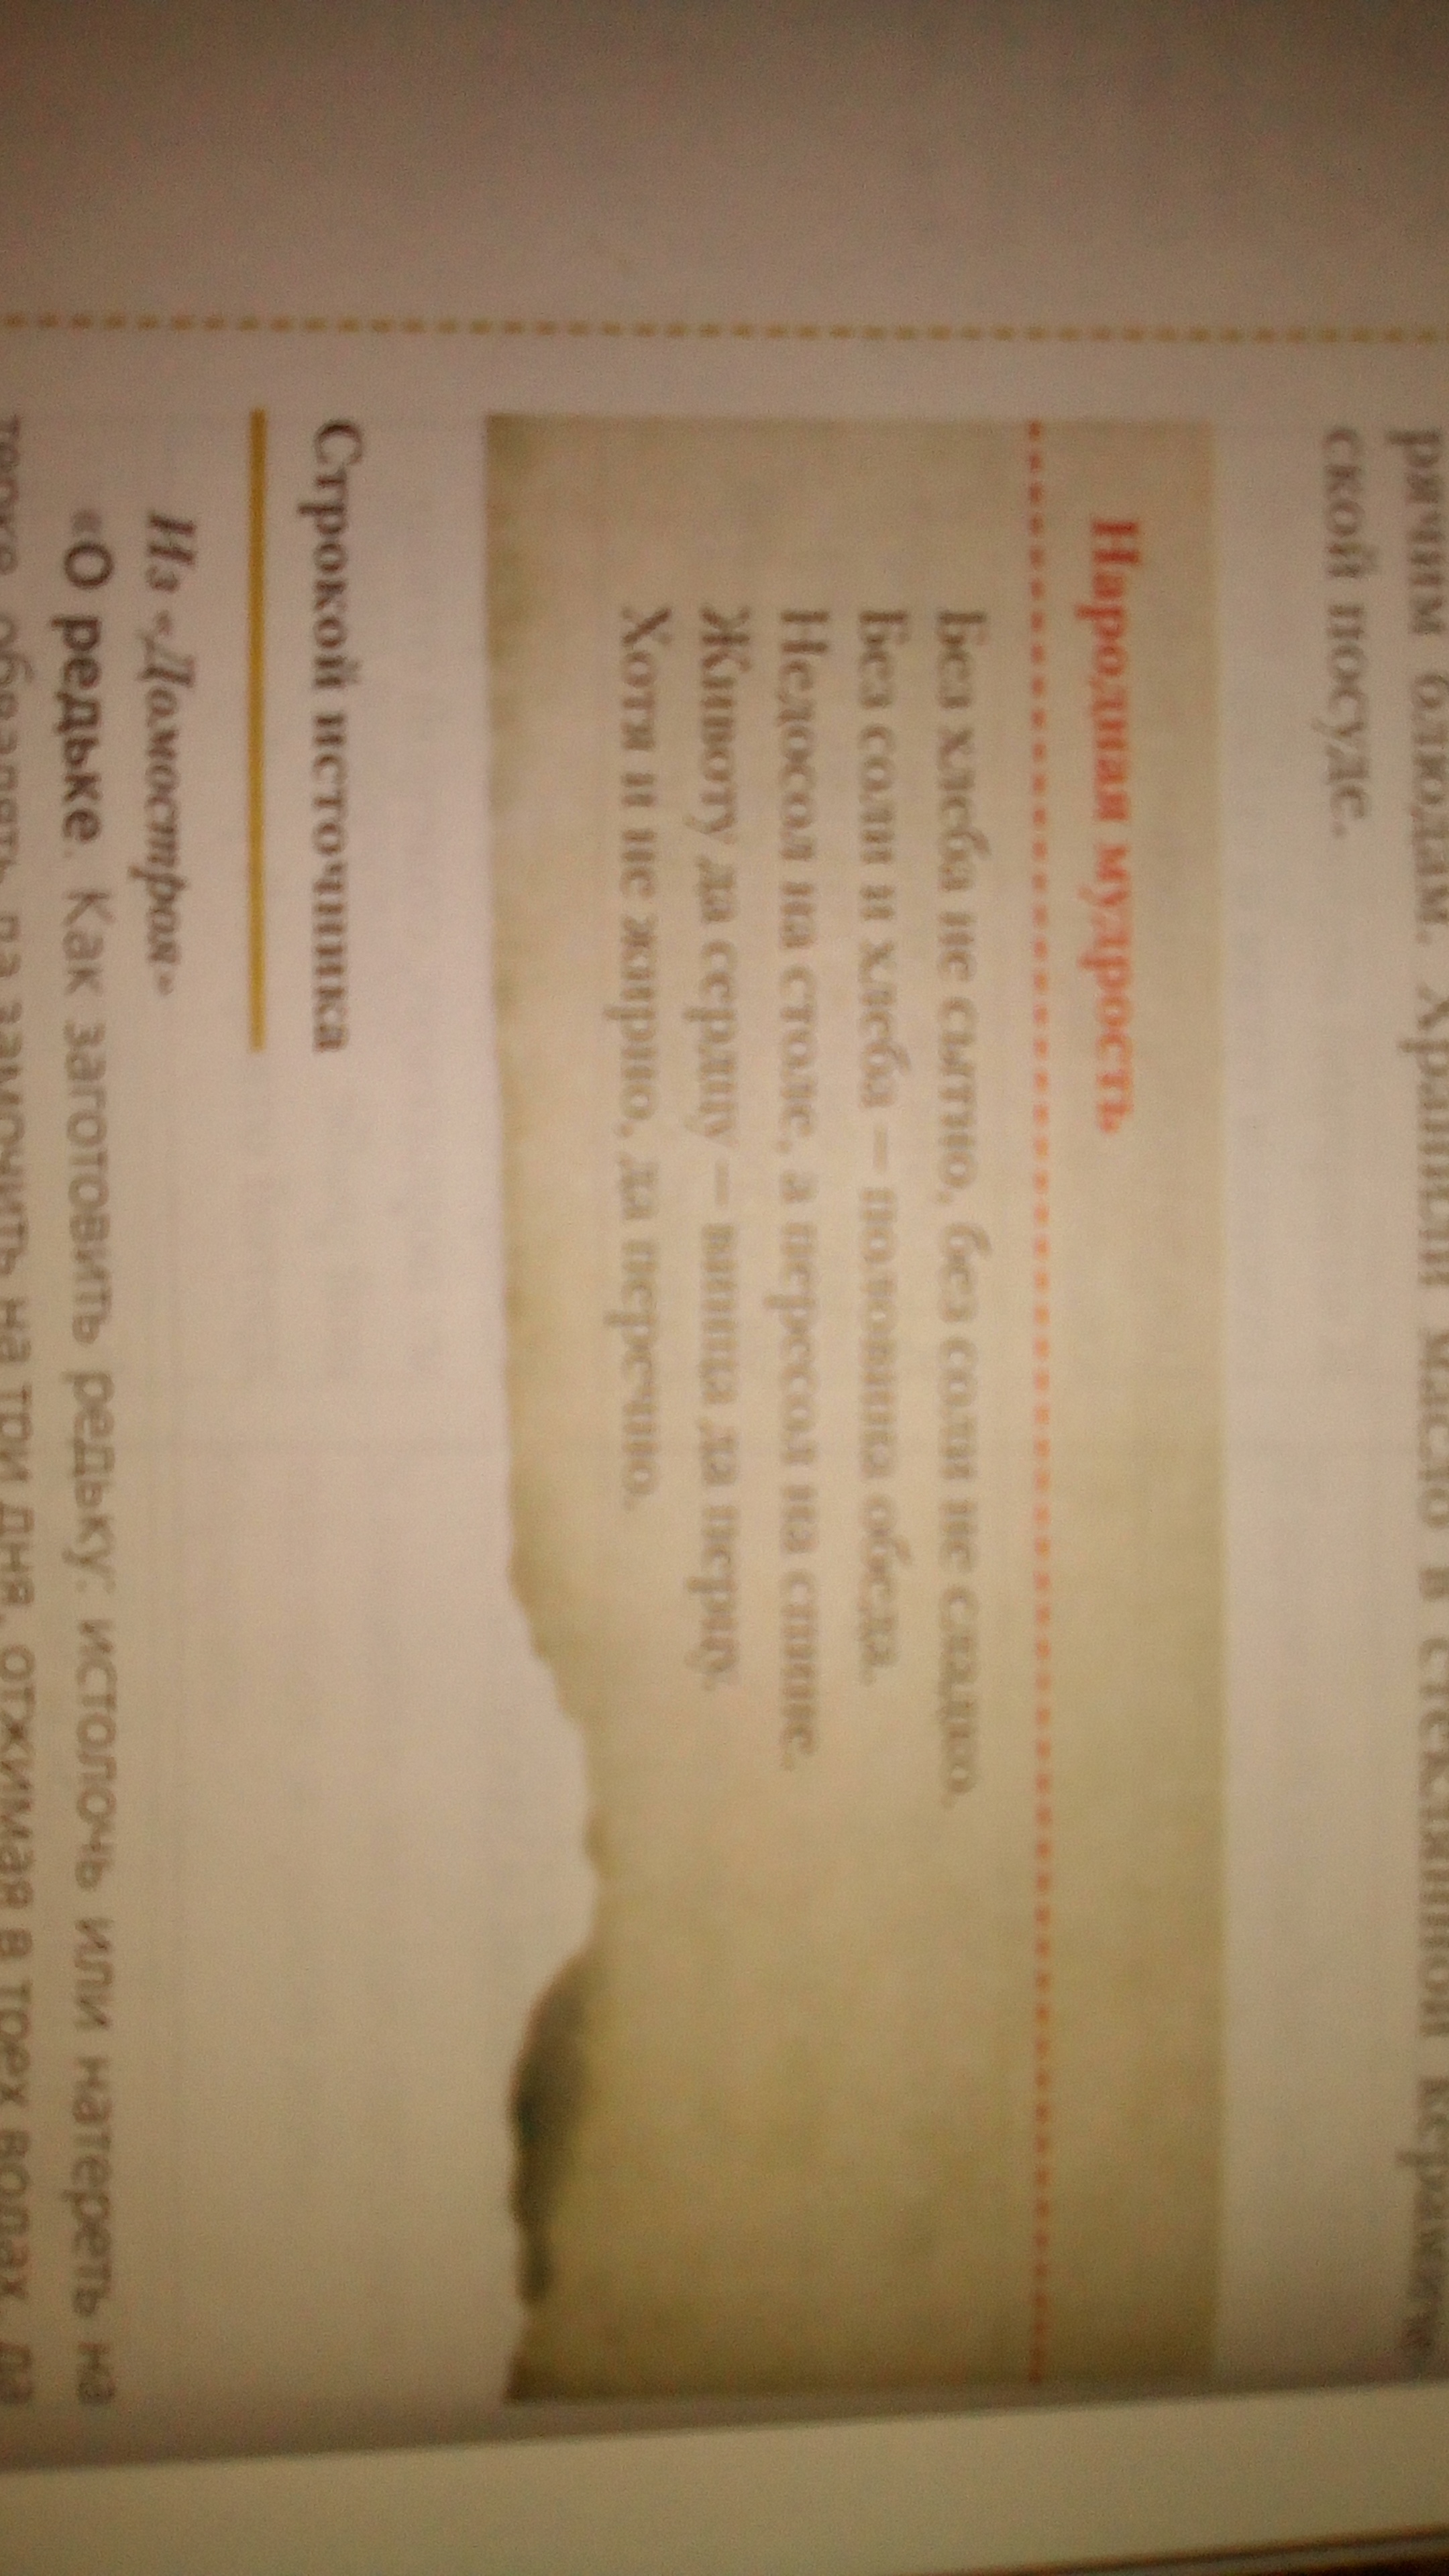 рячим блюдам. Хранили масло в стеклянной керамиче-
ской посуде.
Народная мудрость
Без хлеба не сытно, без соли не сладко.
Без соли и хлеба — половина обеда.
Недосол на столе, а пересол на спине.
Животу да сердцу — винца да перцу.
Хотя и не жирно, да перечно.
Строкой источника
Из «Домостроя»
«О редьке. Как заготовить редьку: истолочь или натереть на
терке, обвалять да замочить на три дня, отжимая в трех водах, да